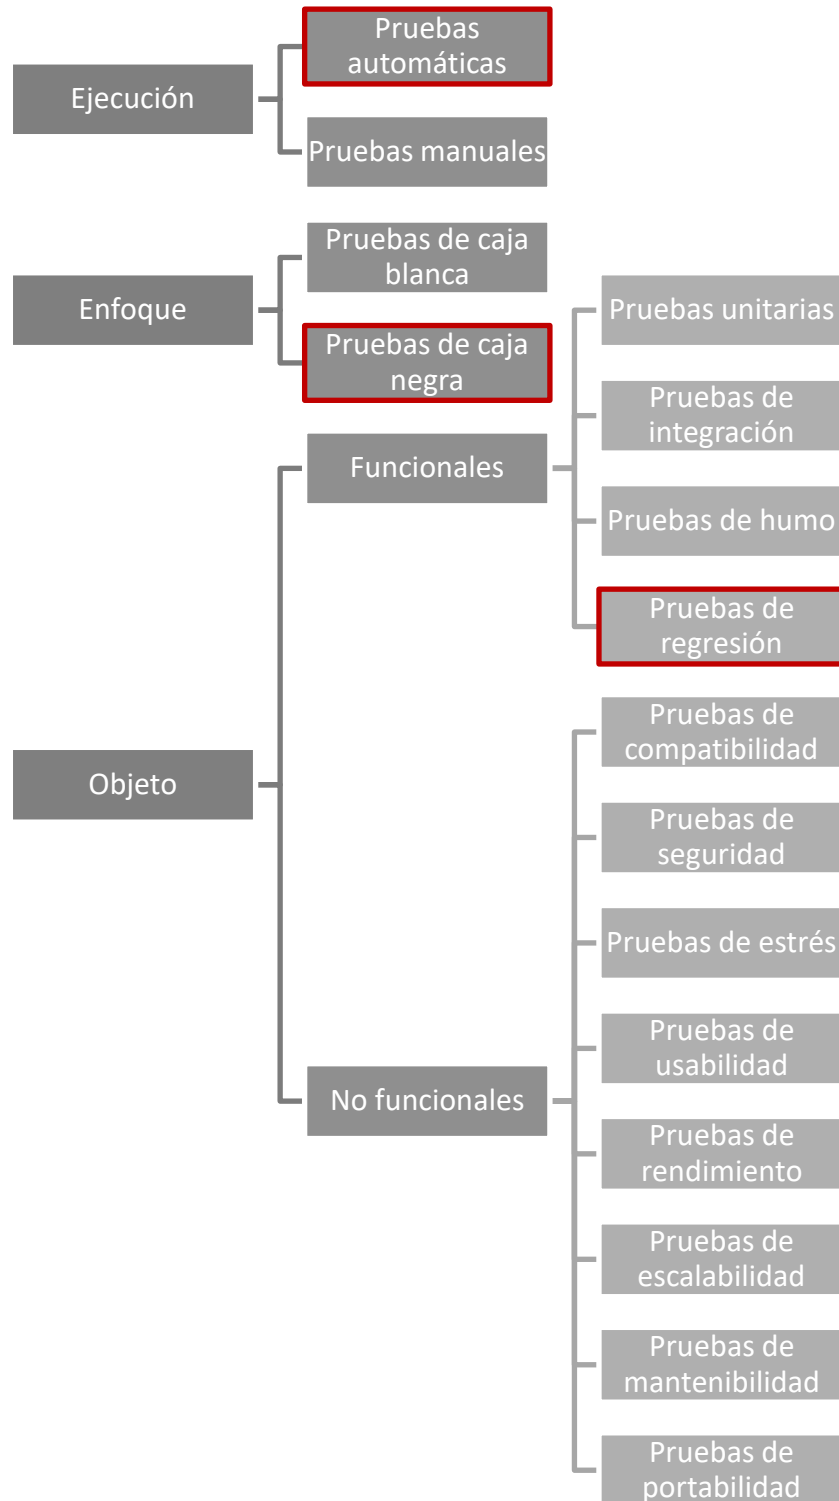 Pruebas
automáticas
Ejecución
Pruebas manuales
Pruebas de caja
blanca
Enfoque
Pruebas de caja
negra
Pruebas unitarias
Pruebas de
integración
Funcionales
Pruebas de humo
Pruebas de
regresión
Objeto
Pruebas de
compatibilidad
Pruebas de
seguridad
Pruebas de estrés
Pruebas de
usabilidad
No funcionales
Pruebas de
rendimiento
Pruebas de
escalabilidad
Pruebas de
mantenibilidad
Pruebas de
portabilidad